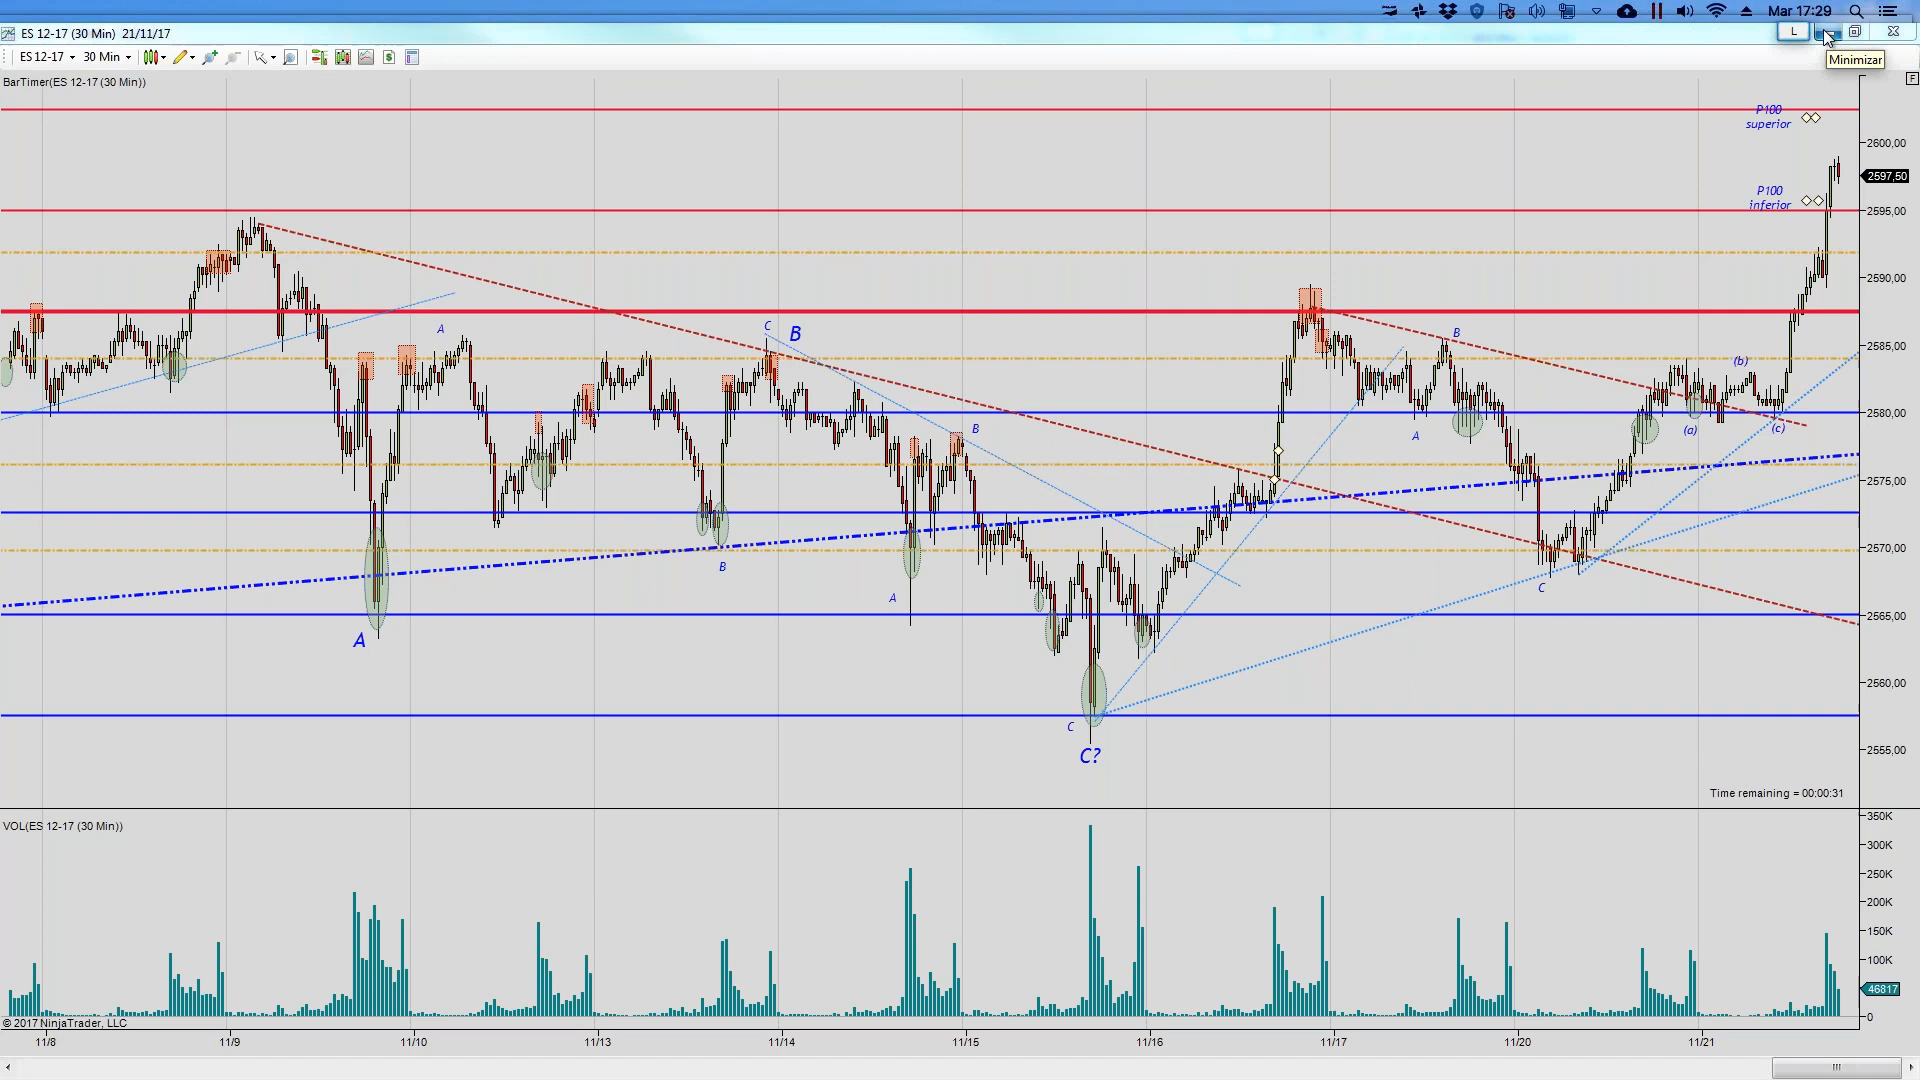 Mar 17:29
ES 12-17 (30 Min)  21/11/17
L
ES 12-17
30 Min
Minimizar
BarTimer(ES 12-17 (30 Min))
F
P100
superior
2600,00
2597,50
P100
inferior
2595,00
2590,00
A
C
B
B
2585,00
(b)
2580,00
B
A
(a)
(c)
2575,00
2570,00
B
A
C
2565,00
A
2560,00
C
C?
2555,00
Time remaining = 00:00:31
VOL(ES 12-17 (30 Min))
350K
300K
250K
200K
150K
100K
46817
0
© 2017 NinjaTrader, LLC
11/8
11/9
11/10
11/13
11/14
11/15
11/16
11/17
11/20
11/21